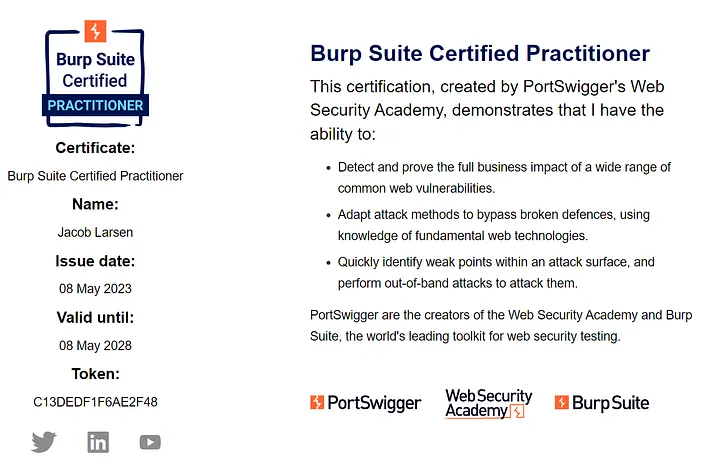 Burp Suite
Certified
PRACTITIONER
Certificate:
Burp Suite Certified Practitioner
Name:
Jacob Larsen
Issue date:
08 May 2023
Valid until:
08 May 2028
Token:
C13DEDF1F6AE2F48
Burp Suite Certified Practitioner
This certification, created by PortSwigger's Web
Security Academy, demonstrates that I have the
ability to:
• Detect and prove the full business impact of a wide range of
common web vulnerabilities.
• Adapt attack methods to bypass broken defences, using
knowledge of fundamental web technologies.
• Quickly identify weak points within an attack surface, and
perform out-of-band attacks to attack them.
PortSwigger are the creators of the Web Security Academy and Burp
Suite, the world's leading toolkit for web security testing.
PortSwigger
Web Security
Academy
Burp Suite